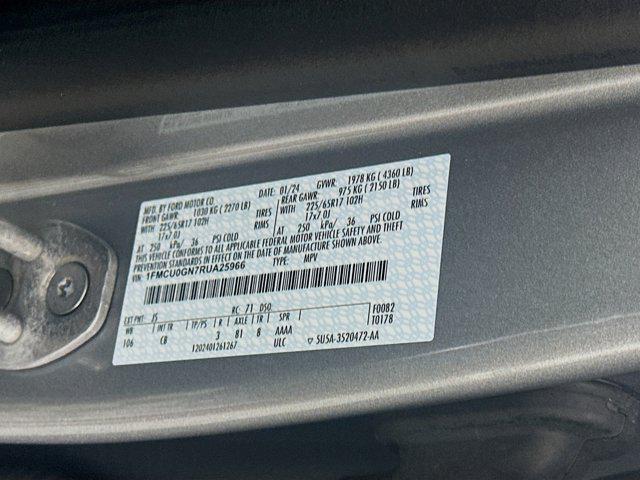 MFD. BY FORD MOTOR CO. DATE: 01/24 GVWR: 1978 KG ( 4360 LB)
FRONT GAWR: 1030 KG ( 2270 LB) REAR GAWR: 975 KG ( 2150 LB)
WITH 225/65R17 102H TIRES WITH 225/65R17 102H TIRES
17x7.0J RIMS 17x7.0J RIMS
AT 250 kPa/ 36 PSI COLD AT 250 kPa/ 36 PSI COLD
THIS VEHICLE CONFORMS TO ALL APPLICABLE FEDERAL MOTOR VEHICLE SAFETY AND THEFT
PREVENTION STANDARDS IN EFFECT ON THE DATE OF MANUFACTURE SHOWN ABOVE.
VIN: 1FMCU0GN7RUA25966 TYPE: MPV
EXT PNT: JS RC: 71 DSO: F0082
WB INT TR TP/PS R AXLE TR SPR T0178
106 CB 3 81 8 AAAA
1202401261267 ULC ▽ 5U5A-3520472-AA